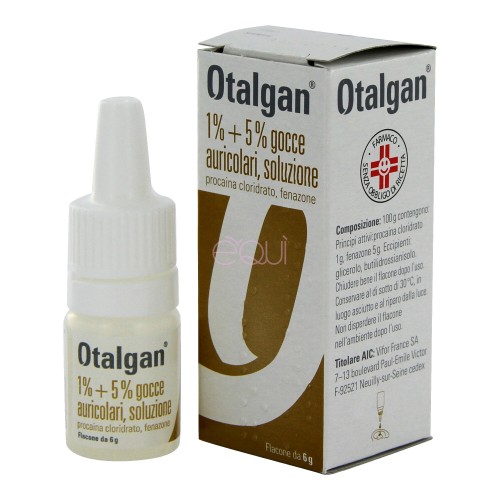 Otalgan®
1% + 5% gocce
auricolari, soluzione
procaina cloridrato, fenazone
Flacone da 6 g
Otalgan®
FARMACO
SENZA OBBLIGO DI RICETTA
Composizione: 100 g contengono:
Principi attivi: procaina cloridrato
1g, fenazone 5g. Eccipienti:
glicerolo, butilidrossianisolo.
Chiudere bene il flacone dopo l'uso.
Conservare al di sotto di 30°C, in
luogo asciutto e al riparo dalla luce.
Non disperdere il flacone
nell'ambiente dopo l'uso.
Titolare AIC: Vifor France SA
7–13 boulevard Paul-Emile Victor
F-92521 Neuilly-sur-Seine cedex
Otalgan®
1% + 5% gocce
auricolari, soluzione
procaina cloridrato, fenazone
Flacone da 6 g
equì